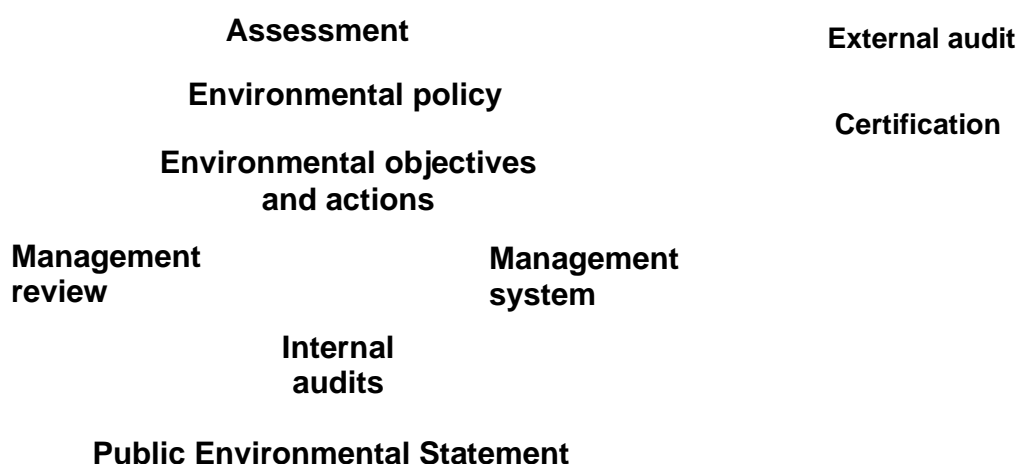 Assessment
External audit
Environmental policy
Certification
Environmental objectives
and actions
Management
review
Management
system
Internal
audits
Public Environmental Statement